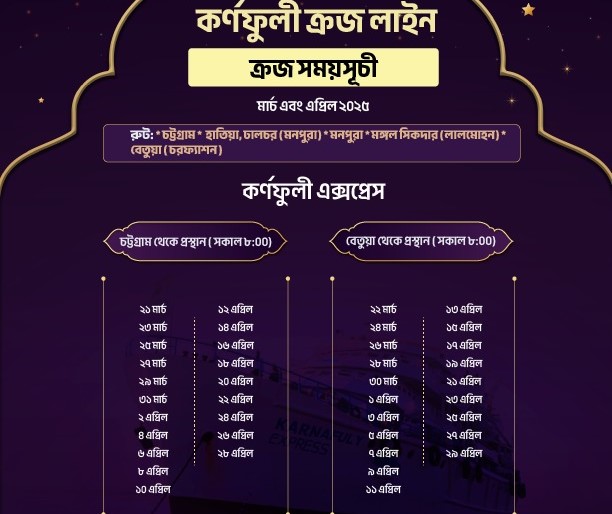 কর্ণফুলী ক্রজ লাইন
ক্রজ সময়সূচী
মার্চ এবং এপ্রিল ২০২৫
রুট: * চট্টগ্রাম * হাতিয়া, ঢালচর (মনপুরা) * মনপুরা * মঙ্গল সিকদার (লালমোহন) *
বেতুয়া ( চরফ্যাশন )
কর্ণফুলী এক্সপ্রেস
চট্টগ্রাম থেকে প্রস্থান ( সকাল ৮:০০)
২১ মার্চ
২৩ মার্চ
২৫ মার্চ
২৭ মার্চ
২৯ মার্চ
৩১ মার্চ
২ এপ্রিল
৪ এপ্রিল
৬ এপ্রিল
৮ এপ্রিল
১০ এপ্রিল
১২ এপ্রিল
১৪ এপ্রিল
১৬ এপ্রিল
১৮ এপ্রিল
২০ এপ্রিল
২২ এপ্রিল
২৪ এপ্রিল
২৬ এপ্রিল
২৮ এপ্রিল
বেতুয়া থেকে প্রস্থান ( সকাল ৮:০০)
২২ মার্চ
২৪ মার্চ
২৬ মার্চ
২৮ মার্চ
৩০ মার্চ
১ এপ্রিল
৩ এপ্রিল
৫ এপ্রিল
৭ এপ্রিল
৯ এপ্রিল
১১ এপ্রিল
১৩ এপ্রিল
১৫ এপ্রিল
১৭ এপ্রিল
১৯ এপ্রিল
২১ এপ্রিল
২৩ এপ্রিল
২৫ এপ্রিল
২৭ এপ্রিল
২৯ এপ্রিল
KARNAFULY
EXPRESS